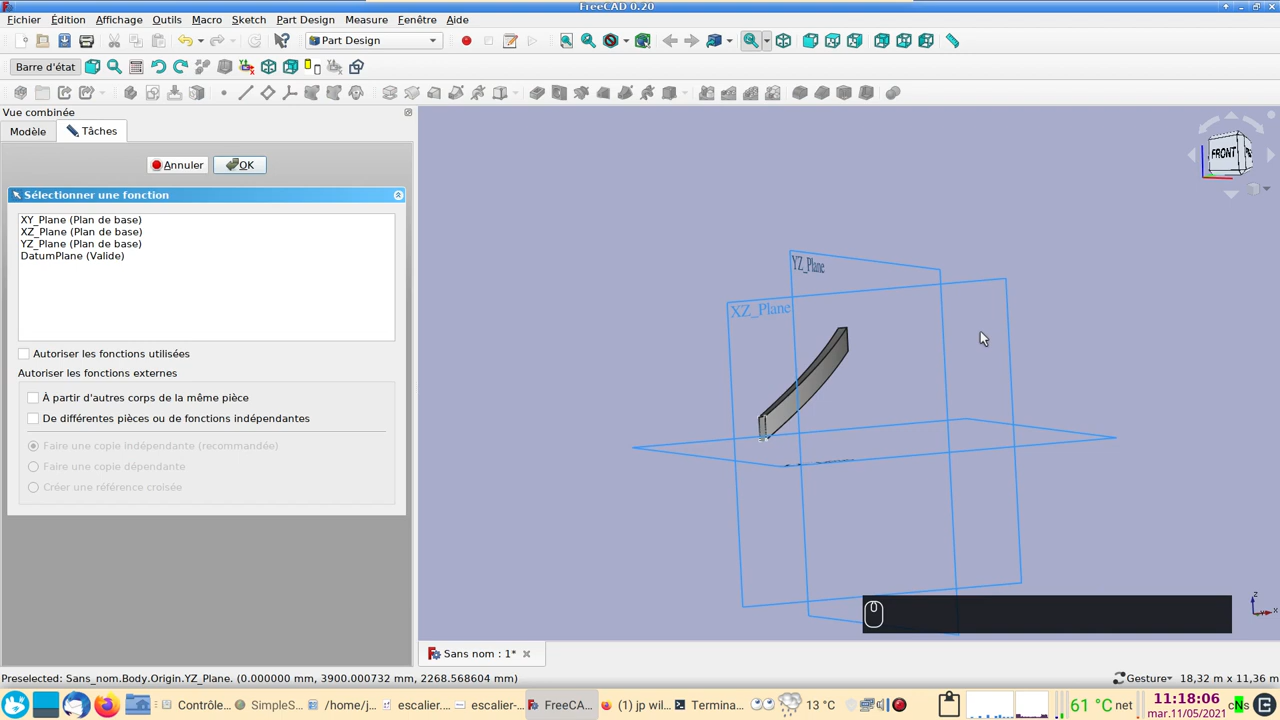 FreeCAD 0.20
Fichier Édition Affichage Outils Macro Sketch Part Design Measure Fenêtre Aide
Part Design
Barre d'état
Vue combinée
Modèle Tâches
Annuler OK
Sélectionner une fonction
XY_Plane (Plan de base)
XZ_Plane (Plan de base)
YZ_Plane (Plan de base)
DatumPlane (Valide)
Autoriser les fonctions utilisées
Autoriser les fonctions externes
À partir d'autres corps de la même pièce
De différentes pièces ou de fonctions indépendantes
Faire une copie indépendante (recommandée)
Faire une copie dépendante
Créer une référence croisée
FRONT
YZ_Plane
XZ_Plane
Z
X
Sans nom : 1*
Preselected: Sans_nom.Body.Origin.YZ_Plane. (0.000000 mm, 3900.000732 mm, 2268.568604 mm)
Gesture
18,32 m x 11,36 m
Contrôle... SimpleS... /home/j... escalier.... escalier-... FreeCA... (1) jp wil... Termina...
13 °C
61 °C net
11:18:06
mar.11/05/2021
cNs